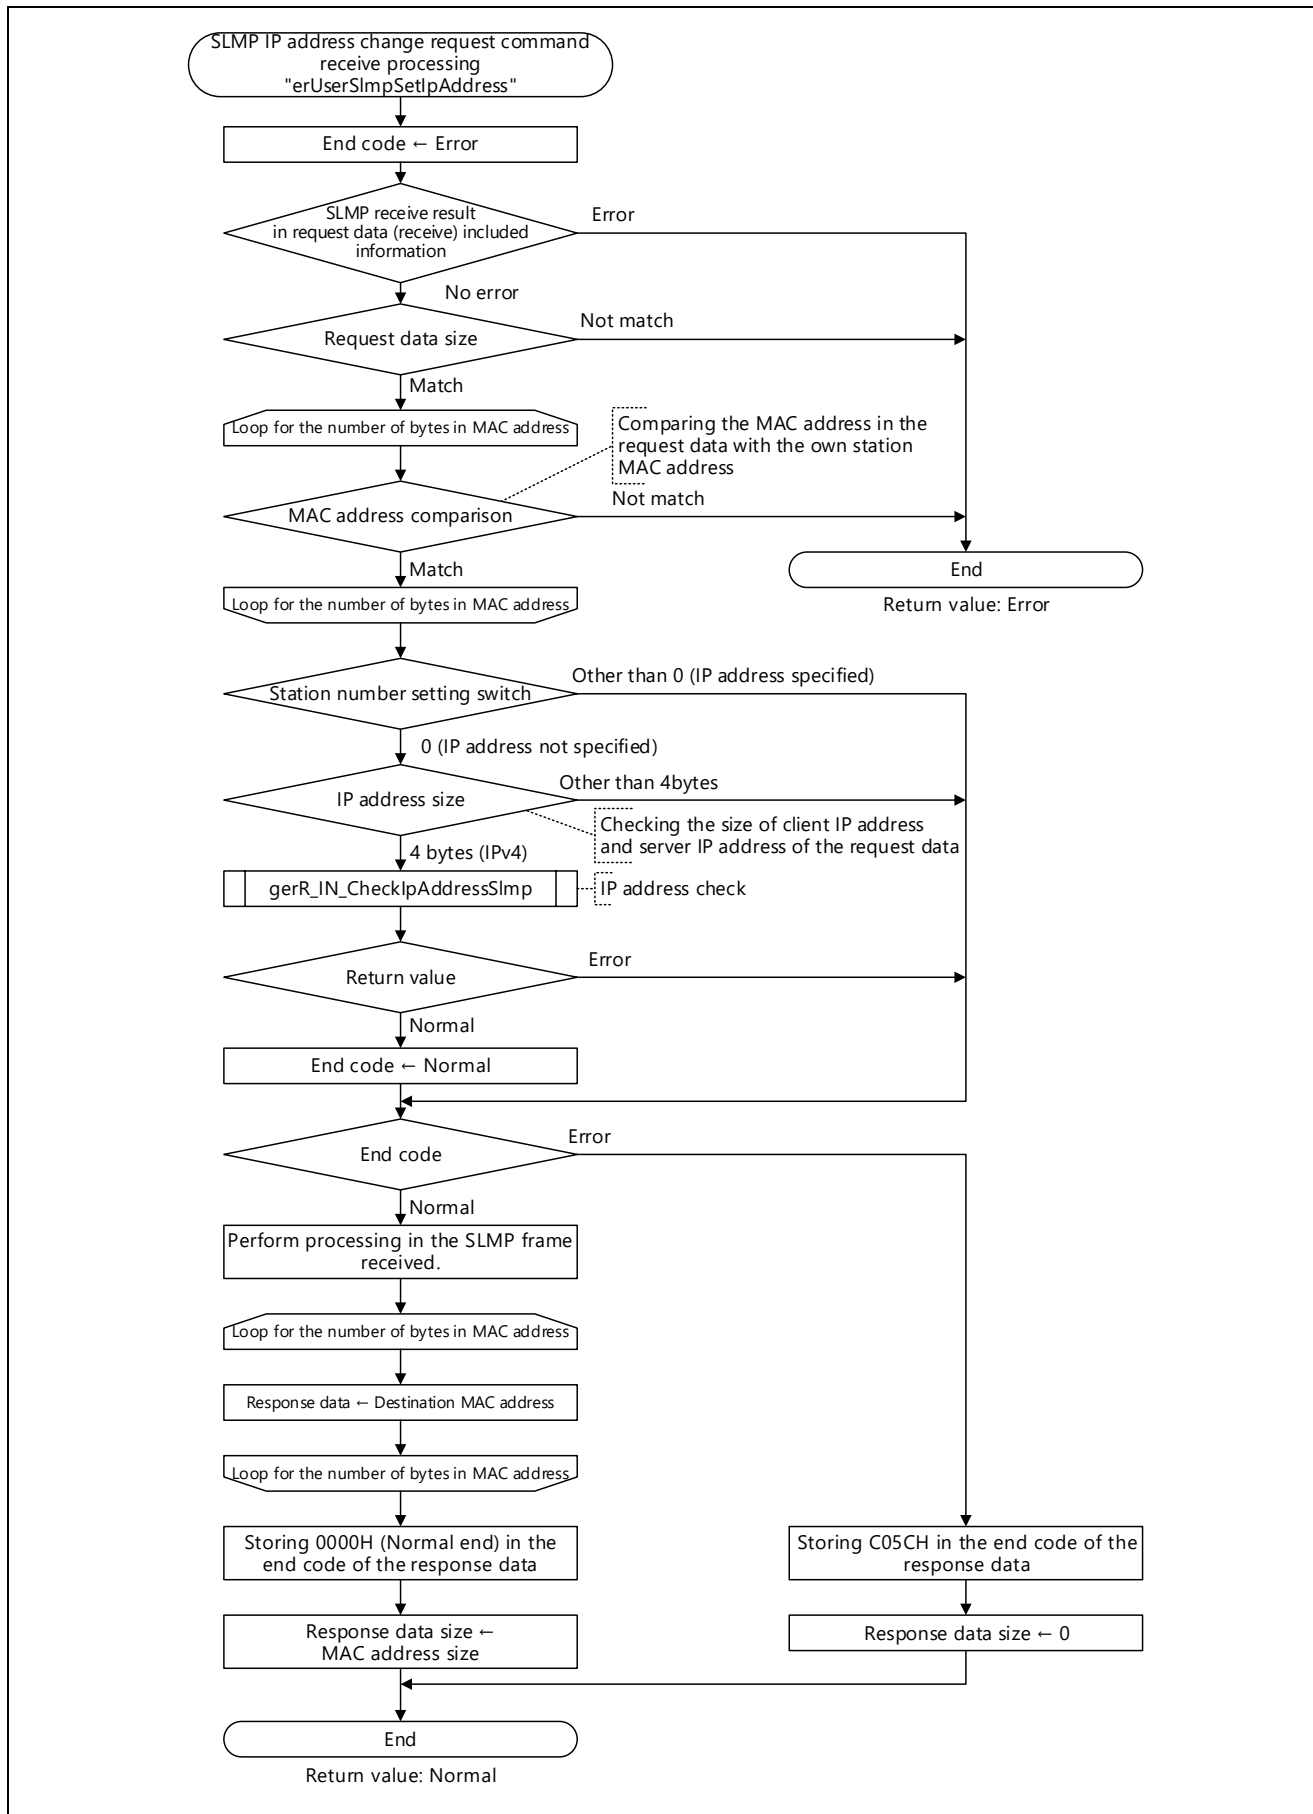 SLMP IP address change request command
receive processing
"erUserSlmpSetIpAddress"
End code ← Error
SLMP receive result
in request data (receive) included
information
Error
No error
Request data size
Not match
Match
Loop for the number of bytes in MAC address
Comparing the MAC address in the
request data with the own station
MAC address
MAC address comparison
Not match
Match
End
Return value: Error
Loop for the number of bytes in MAC address
Station number setting switch
Other than 0 (IP address specified)
0 (IP address not specified)
IP address size
Other than 4bytes
Checking the size of client IP address
and server IP address of the request data
4 bytes (IPv4)
gerR_IN_CheckIpAddressSlmp
IP address check
Return value
Error
Normal
End code ← Normal
End code
Error
Normal
Perform processing in the SLMP frame
received.
Loop for the number of bytes in MAC address
Response data ← Destination MAC address
Loop for the number of bytes in MAC address
Storing 0000H (Normal end) in the
end code of the response data
Storing C05CH in the end code of the
response data
Response data size ←
MAC address size
Response data size ← 0
End
Return value: Normal